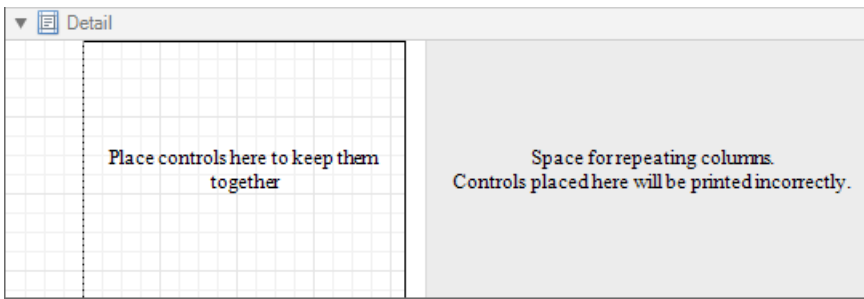 Detail
Place controls here to keep them
together
Space for repeating columns.
Controls placed here will be printed incorrectly.